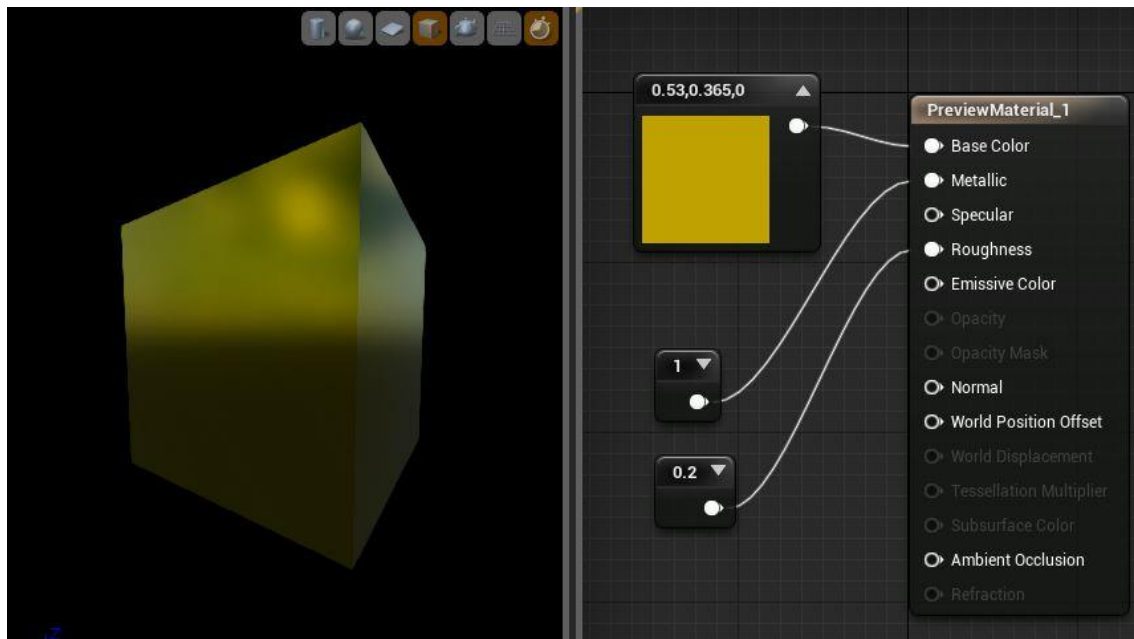 0.53,0.365,0
PreviewMaterial_1
Base Color
Metallic
Specular
Roughness
Emissive Color
Opacity
1
Opacity Mask
Normal
World Position Offset
0.2
World Displacement
Tessellation Multiplier
Subsurface Color
Ambient Occlusion
Refraction